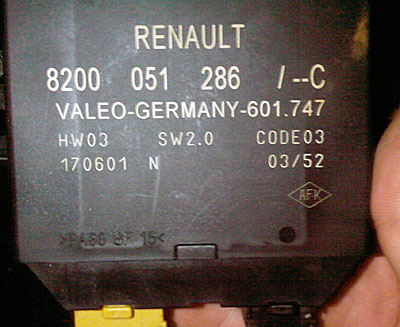 RENAULT
8200 051 286 /--C
VALEO-GERMANY-601.747
HW03 SW2.0 CODE03
170601 N 03/52
AFK